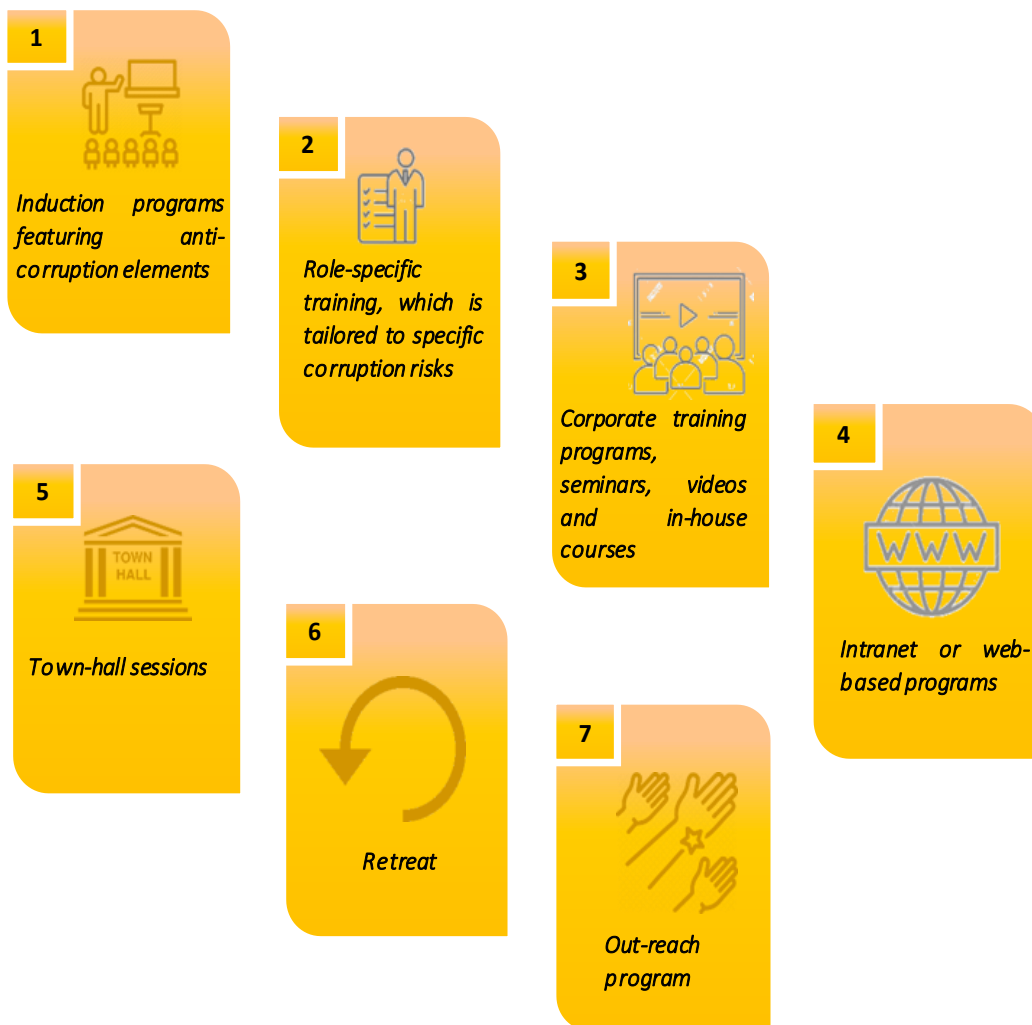 1
Induction programs
featuring anti-
corruption elements
2
Role-specific
training, which is
tailored to specific
corruption risks
3
Corporate training
programs,
seminars, videos
and in-house
courses
4
WWW
Intranet or web-
based programs
5
TOWN
HALL
Town-hall sessions
6
Retreat
7
Out-reach
program